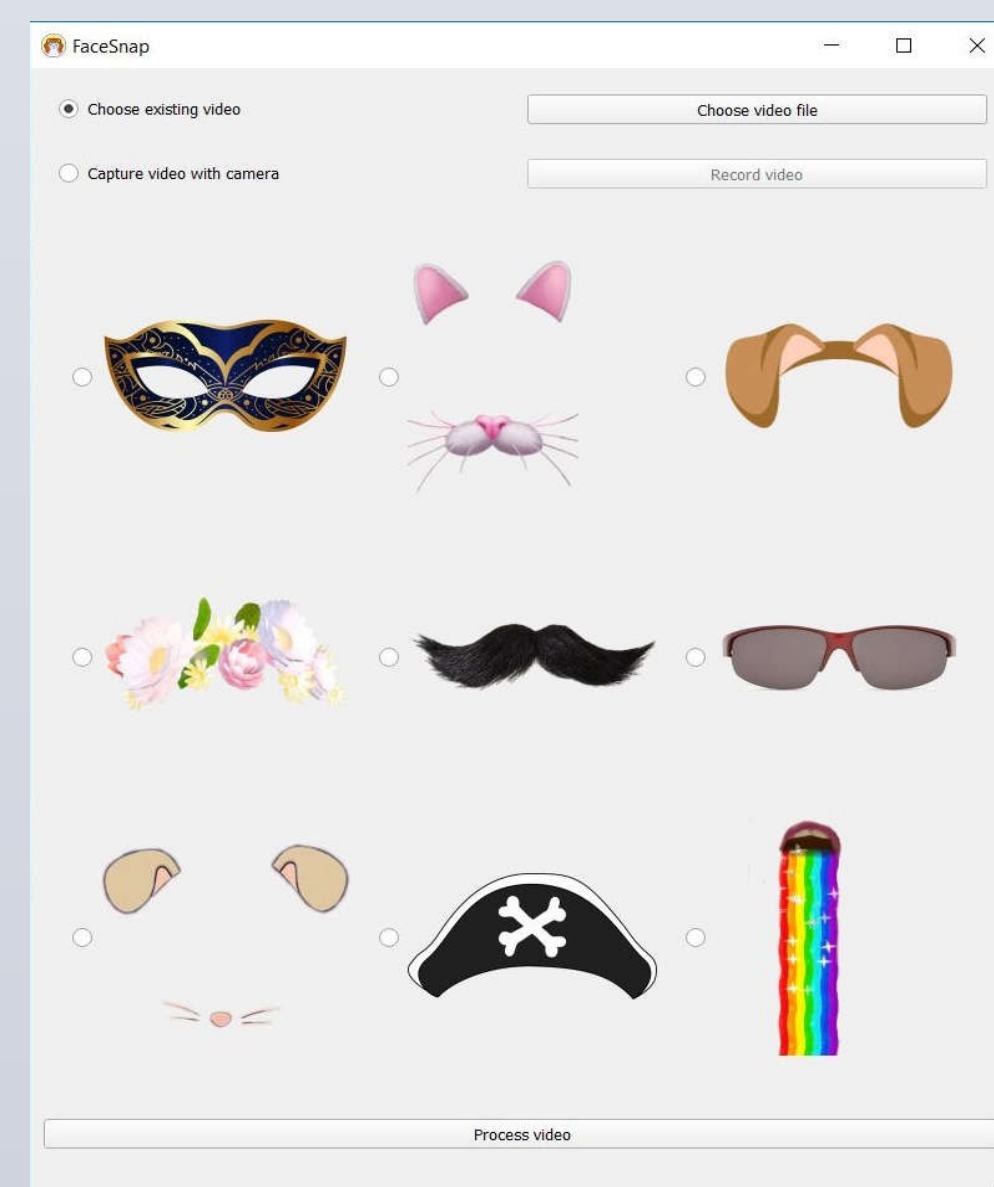 FaceSnap
Choose existing video
Choose video file
Capture video with camera
Record video
Process video